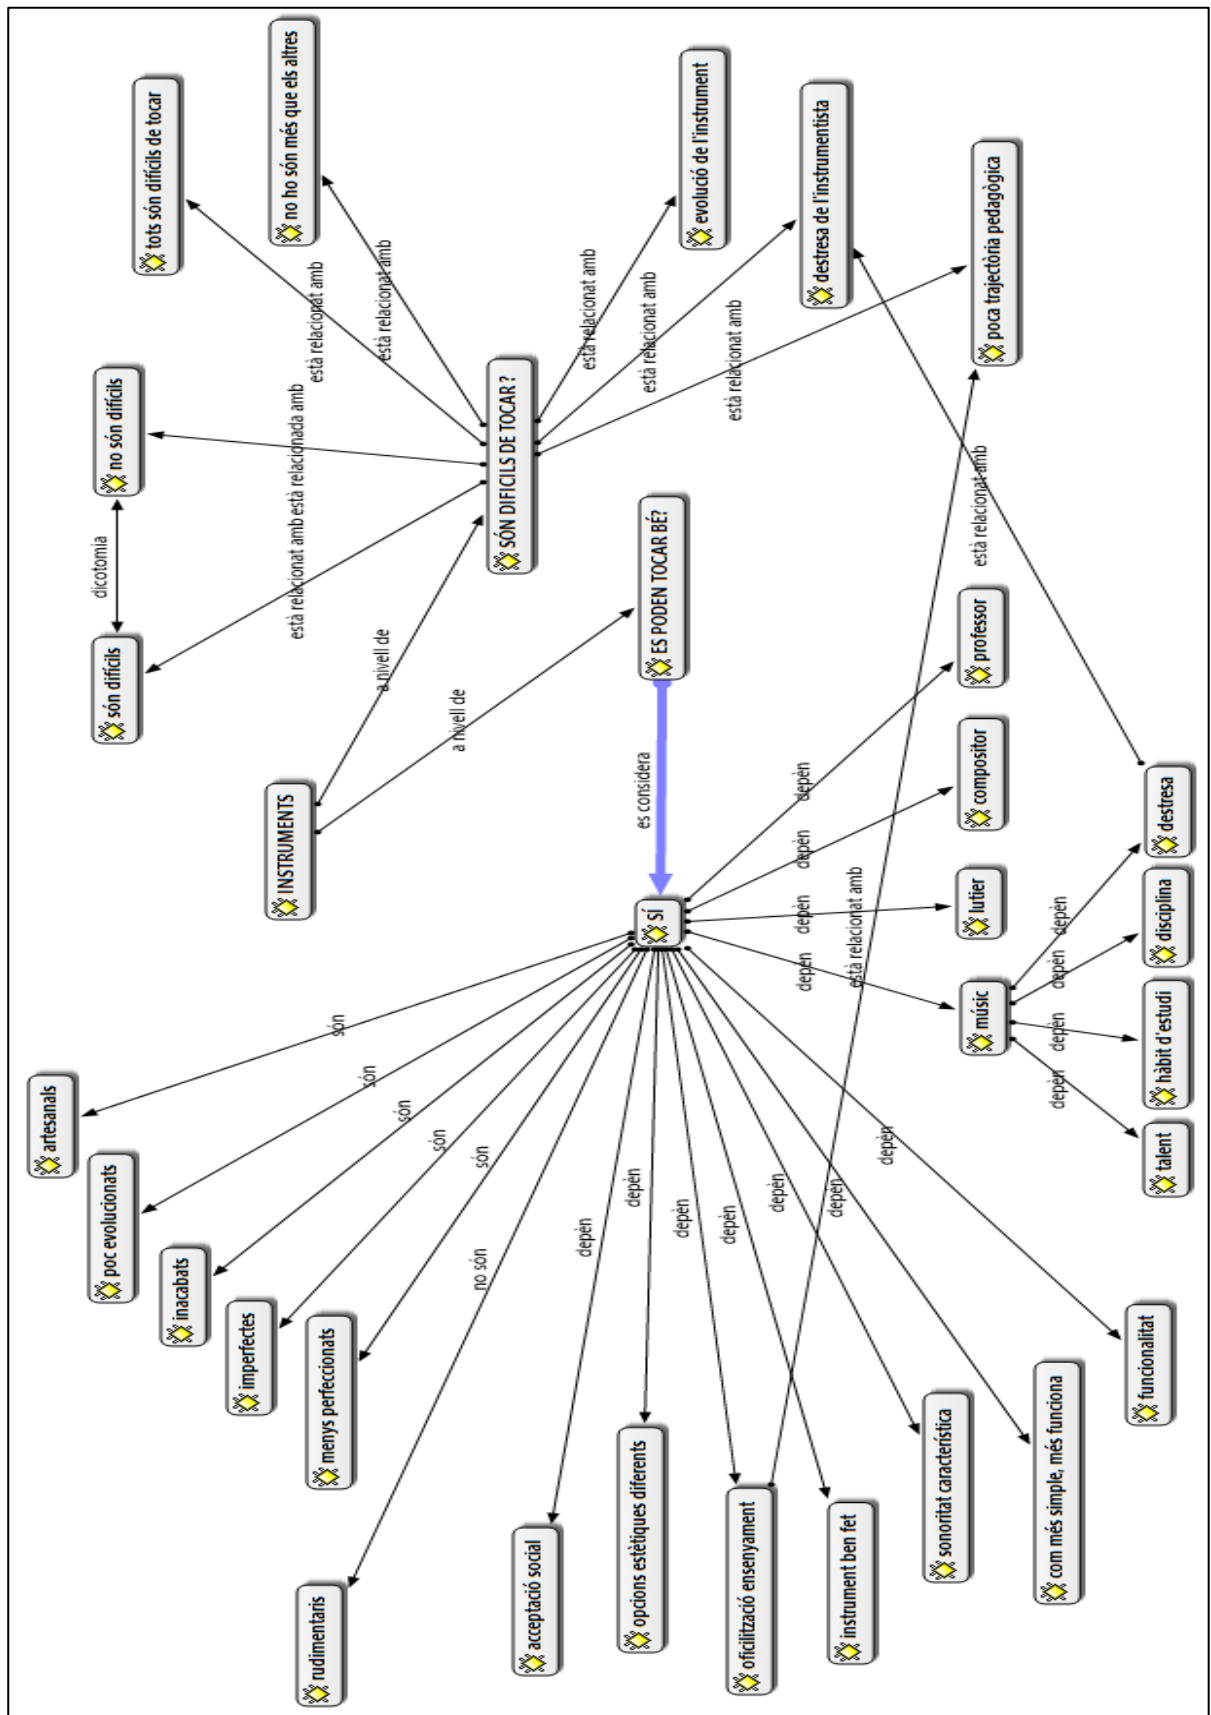 artesanals
dicotomia
poc evolucionats
són difícils
no són difícils
tots són difícils de tocar
inacabats
imperfectes
INSTRUMENTS
no ho són més que els altres
està relacionat amb
està relacionada amb
està relacionat amb
rudimentaris
menys perfeccionats
són
són
són
a nivell de
està relacionat amb
són
a nivell de
no són
són
SÓN DIFICILS DE TOCAR ?
acceptació social
depèn
està relacionat amb
opcions estètiques diferents
depèn
es considera
SÍ
ES PODEN TOCAR BÉ?
està relacionat amb
depèn
evolució de l'instrument
depèn
està relacionat amb
oficilització ensenyament
depèn
depèn
depèn
depèn
depèn
destresa de l'instrumentista
depèn
instrument ben fet
està relacionat amb
depèn
sonoritat característica
músic
lutier
compositor
professor
està relacionat amb
poca trajectòria pedagògica
com més simple, més funciona
depèn
depèn
depèn
depèn
funcionalitat
talent
hàbit d'estudi
disciplina
destresa